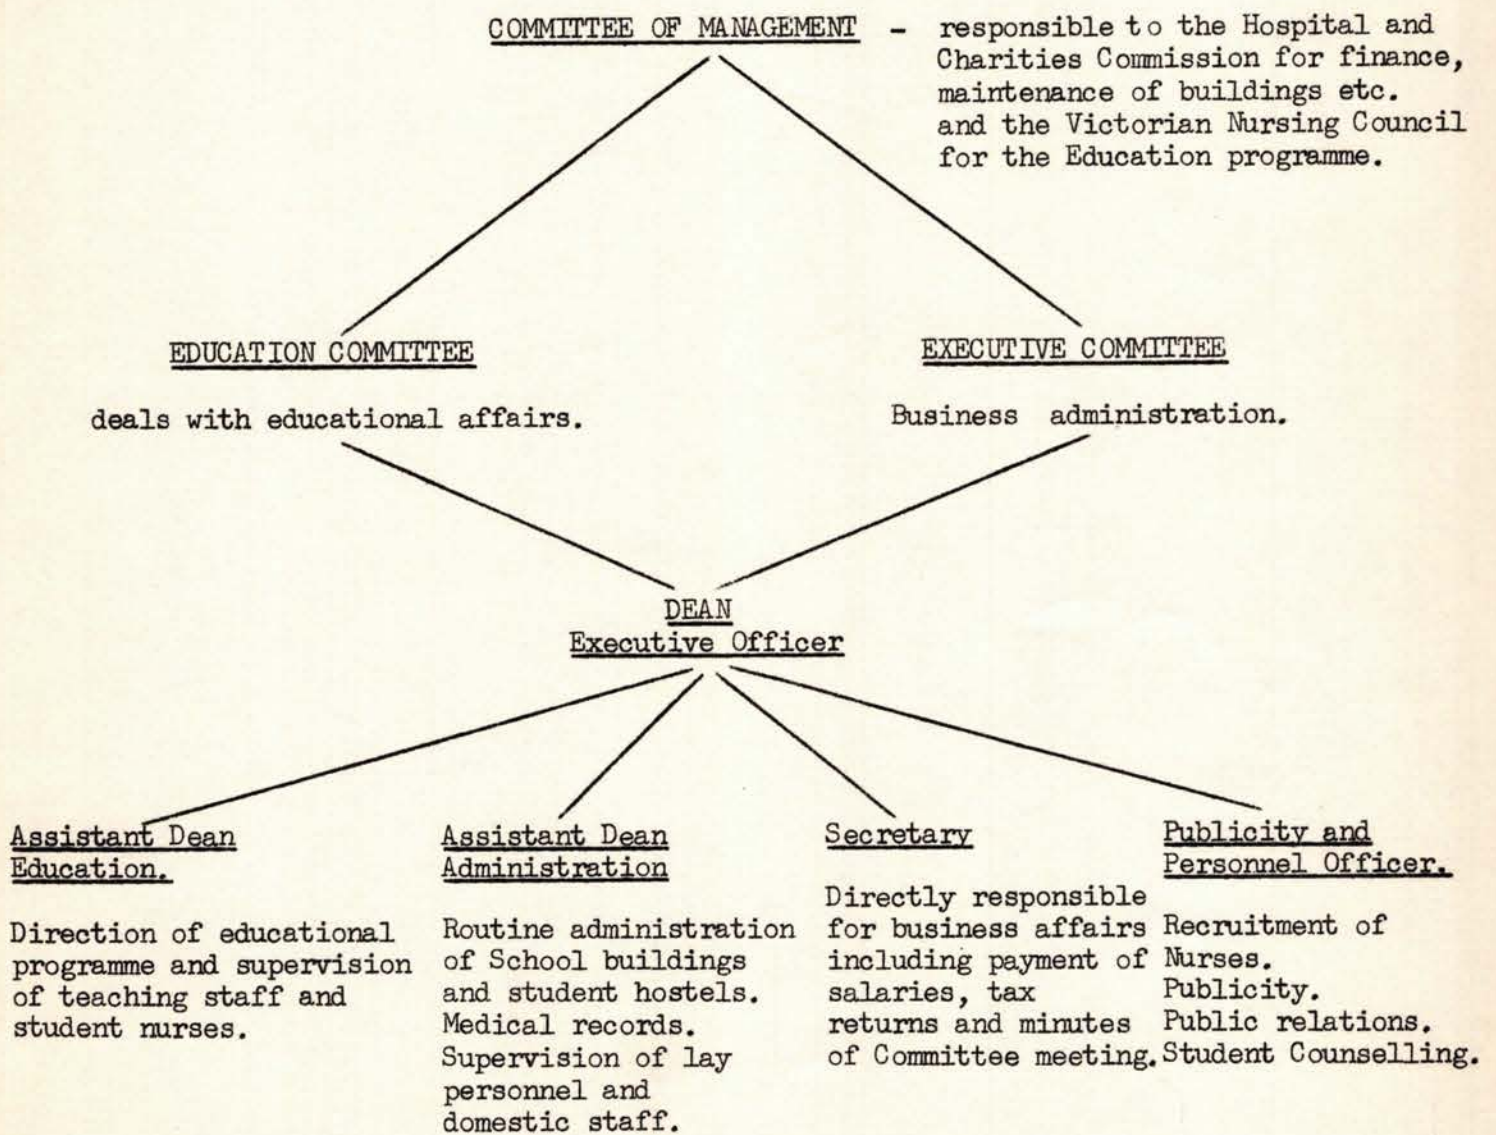 COMMITTEE OF MANAGEMENT - responsible to the Hospital and
Charities Commission for finance,
maintenance of buildings etc.
and the Victorian Nursing Council
for the Education programme.
EDUCATION COMMITTEE
deals with educational affairs.
EXECUTIVE COMMITTEE
Business administration.
DEAN
Executive Officer
Assistant Dean
Education.
Direction of educational
programme and supervision
of teaching staff and
student nurses.
Assistant Dean
Administration
Routine administration
of School buildings
and student hostels.
Medical records.
Supervision of lay
personnel and
domestic staff.
Secretary
Directly responsible
for business affairs
including payment of
salaries, tax
returns and minutes
of Committee meeting.
Publicity and
Personnel Officer.
Recruitment of
Nurses.
Publicity.
Public relations.
Student Counselling.